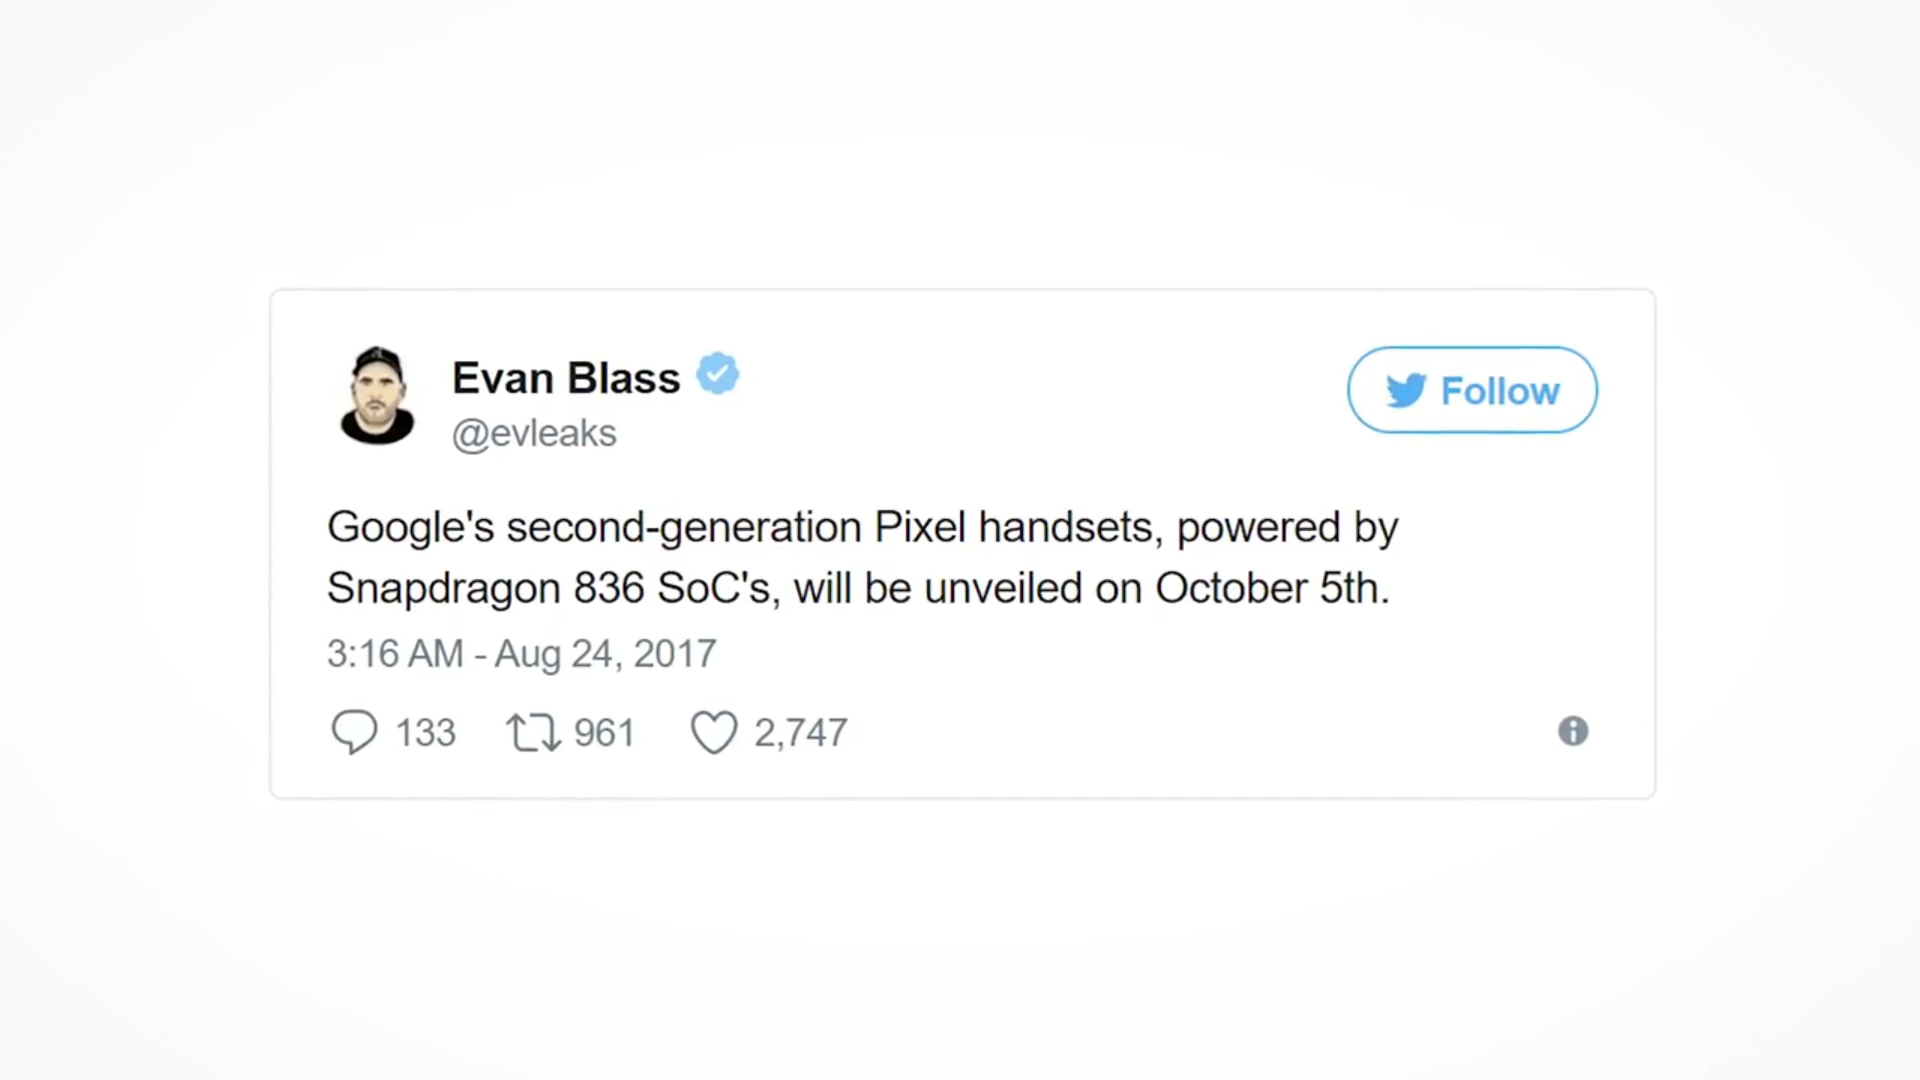 Evan Blass
@evleaks
Follow
Google's second-generation Pixel handsets, powered by
Snapdragon 836 SoC's, will be unveiled on October 5th.
3:16 AM - Aug 24, 2017
133 961 2,747